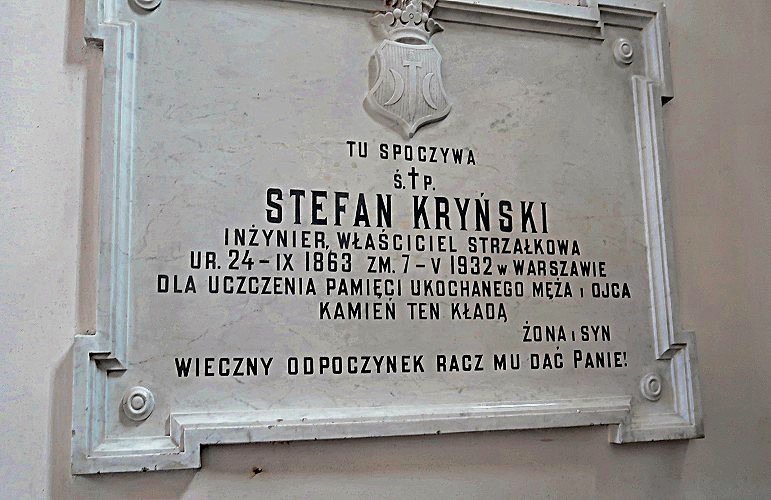 TU SPOCZYWA
Ś.†P.
STEFAN KRYŃSKI
INŻYNIER, WŁAŚCICIEL STRZAŁKOWA
UR. 24-IX 1863 ZM. 7-V 1932 W WARSZAWIE
DLA UCZCZENIA PAMIĘCI UKOCHANEGO MĘŻA I OJCA
KAMIEŃ TEN KŁADĄ
ŻONA I SYN
WIECZNY ODPOCZYNEK RACZ MU DAĆ PANIE!